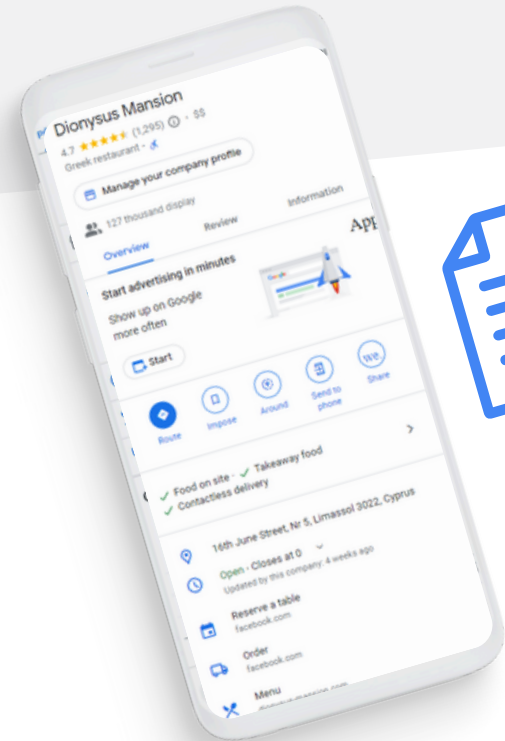 Dionysus Mansion
4.7 (1,295) · $$
Greek restaurant ·
Manage your company profile
127 thousand display
Overview Review Information
Start advertising in minutes
App
Show up on Google
more often
Google
Start
Route Impose Around Send to phone we. Share
Food on site · Takeaway food
Contactless delivery
16th June Street, Nr 5, Limassol 3022, Cyprus
Open · Closes at 0
Updated by this company: 4 weeks ago
Reserve a table
facebook.com
Order
facebook.com
Menu